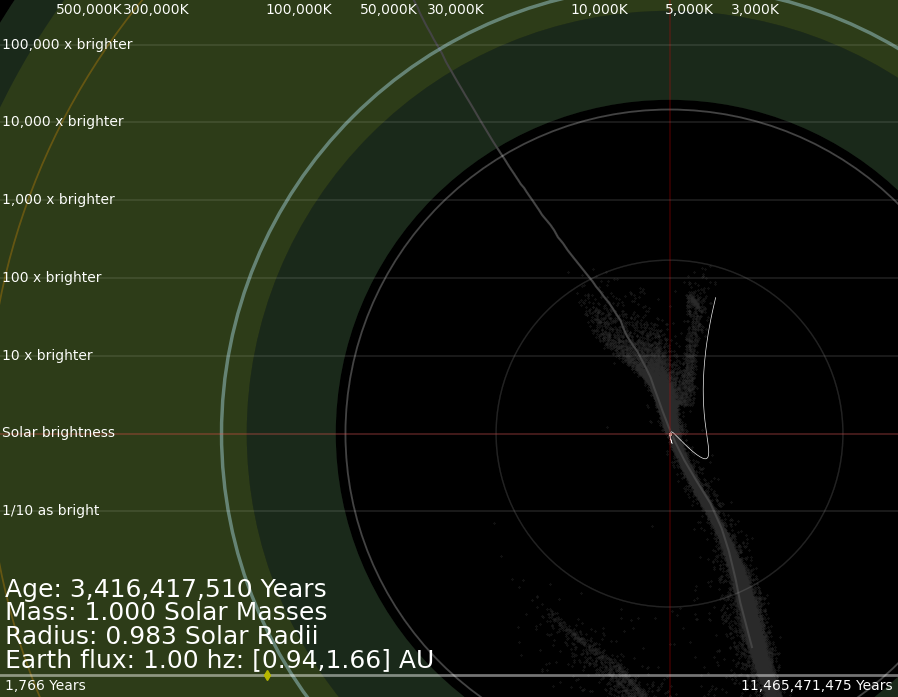 500,000K 300,000K 100,000K 50,000K 30,000K 10,000K 5,000K 3,000K
100,000 x brighter
10,000 x brighter
1,000 x brighter
100 x brighter
10 x brighter
Solar brightness
1/10 as bright
Age: 3,416,417,510 Years
Mass: 1.000 Solar Masses
Radius: 0.983 Solar Radii
Earth flux: 1.00 hz: [0.94,1.66] AU
1,766 Years 11,465,471,475 Years